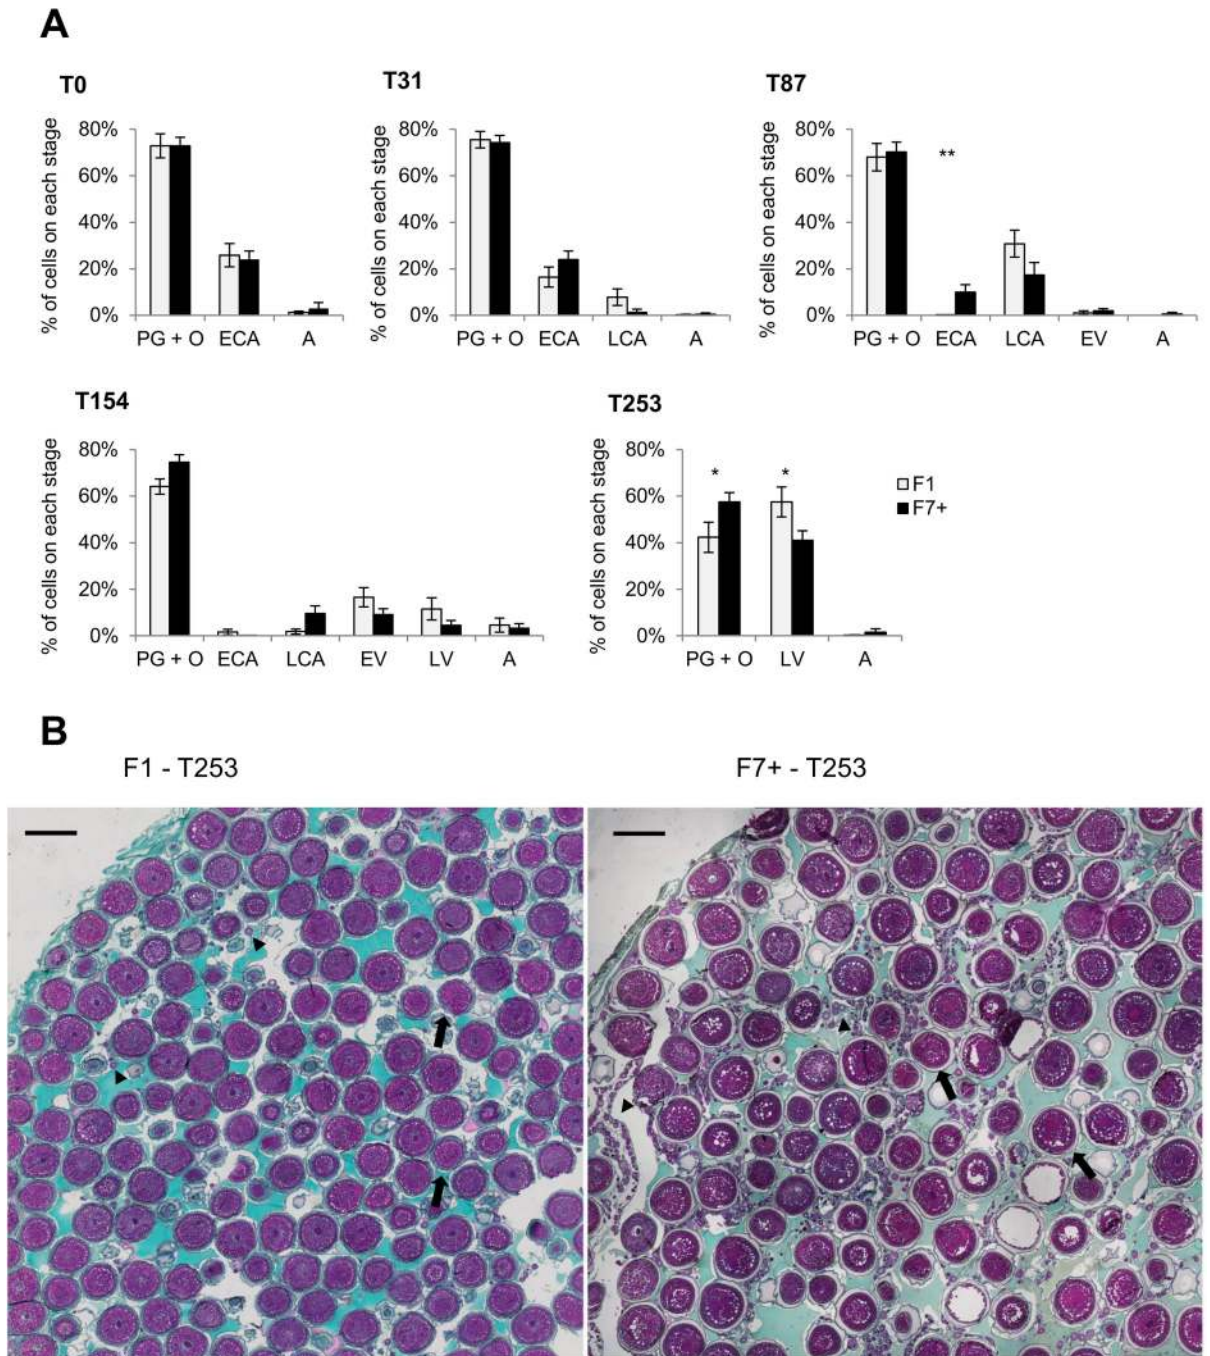 A
T0
% of cells on each stage
80%
60%
40%
20%
0%
PG + O ECA A
T31
% of cells on each stage
80%
60%
40%
20%
0%
PG + O ECA LCA A
T87
% of cells on each stage
80%
60%
40%
20%
0%
**
PG + O ECA LCA EV A
T154
% of cells on each stage
80%
60%
40%
20%
0%
PG + O ECA LCA EV LV A
T253
% of cells on each stage
80%
60%
40%
20%
0%
* *
PG + O LV A
F1
F7+
B
F1 - T253 F7+ - T253